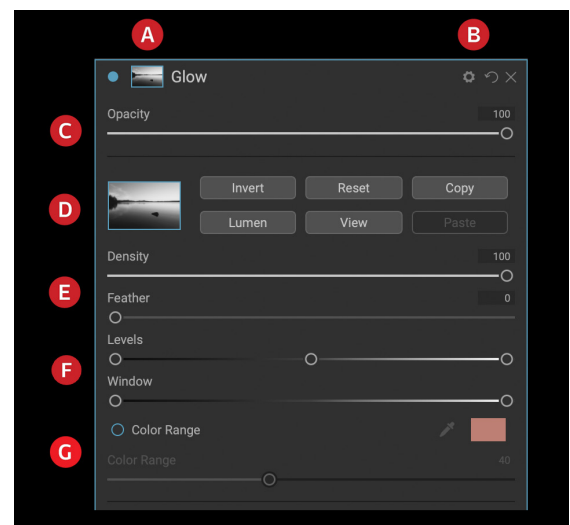 A
B
Glow
C
Opacity 100
D
Invert Reset Copy
Lumen View Paste
Density 100
E
Feather 0
Levels
F
Window
Color Range
G
Color Range 40